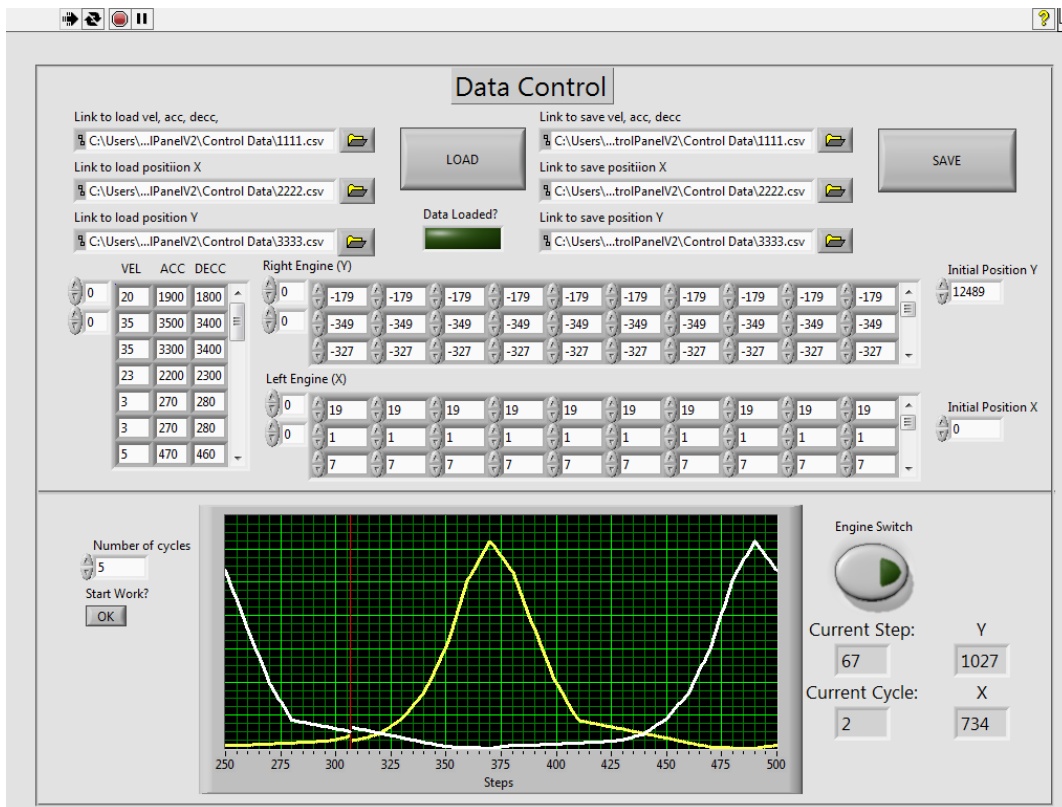 ?
Data Control
Link to load vel, acc, decc,
Link to save vel, acc, decc
C:\Users\...lPanelV2\Control Data\1111.csv
LOAD
C:\Users\...trolPanelV2\Control Data\1111.csv
SAVE
Link to load positiion X
Link to save positiion X
C:\Users\...lPanelV2\Control Data\2222.csv
C:\Users\...trolPanelV2\Control Data\2222.csv
Link to load position Y
Data Loaded?
Link to save position Y
C:\Users\...lPanelV2\Control Data\3333.csv
C:\Users\...trolPanelV2\Control Data\3333.csv
VEL ACC DECC
0
0
20 1900 1800
35 3500 3400
35 3300 3400
23 2200 2300
3 270 280
3 270 280
5 470 460
Right Engine (Y)
0
0
-179 -179 -179 -179 -179 -179 -179 -179 -179 -179
-349 -349 -349 -349 -349 -349 -349 -349 -349 -349
-327 -327 -327 -327 -327 -327 -327 -327 -327 -327
Initial Position Y
12489
Left Engine (X)
0
0
19 19 19 19 19 19 19 19 19 19
1 1 1 1 1 1 1 1 1 1
7 7 7 7 7 7 7 7 7 7
Initial Position X
0
Number of cycles
5
Start Work?
OK
250 275 300 325 350 375 400 425 450 475 500
Steps
Engine Switch
Current Step: Y
67 1027
Current Cycle: X
2 734